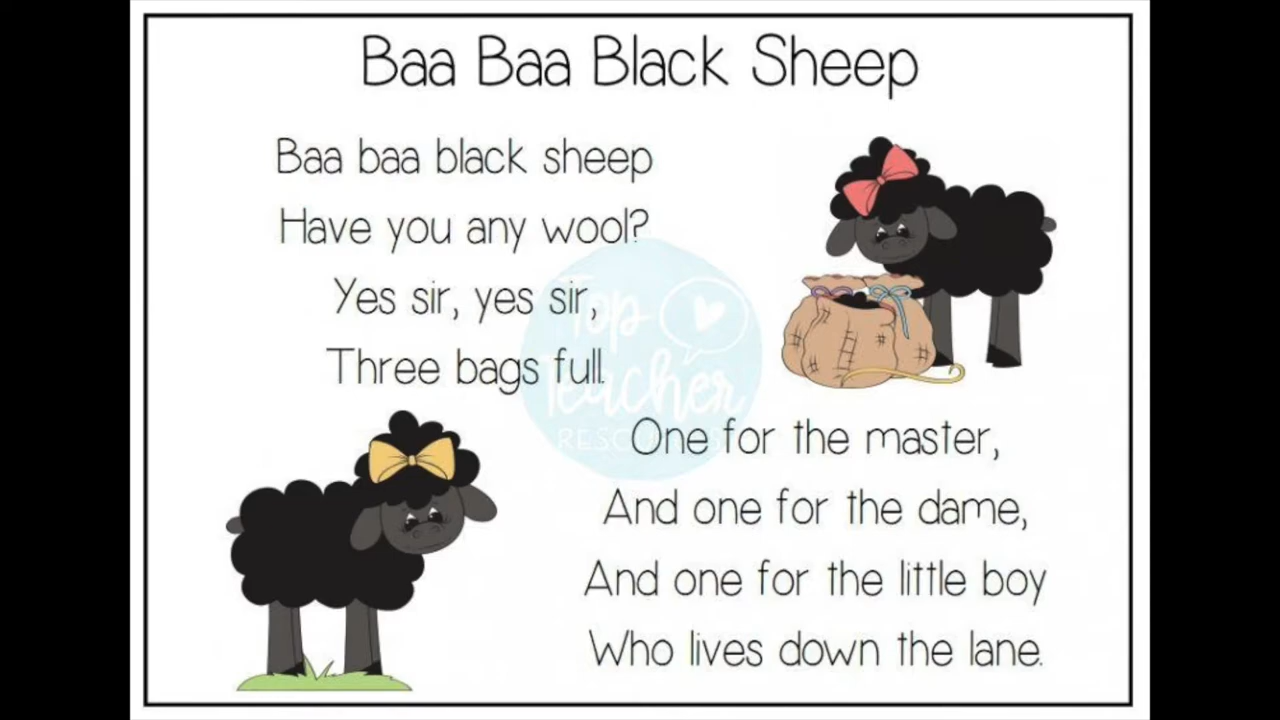 Baa Baa Black Sheep
Baa baa black sheep
Have you any wool?
Yes sir, yes sir,
Three bags full.
Top
Teacher
RESOURCES
One for the master,
And one for the dame,
And one for the little boy
Who lives down the lane.